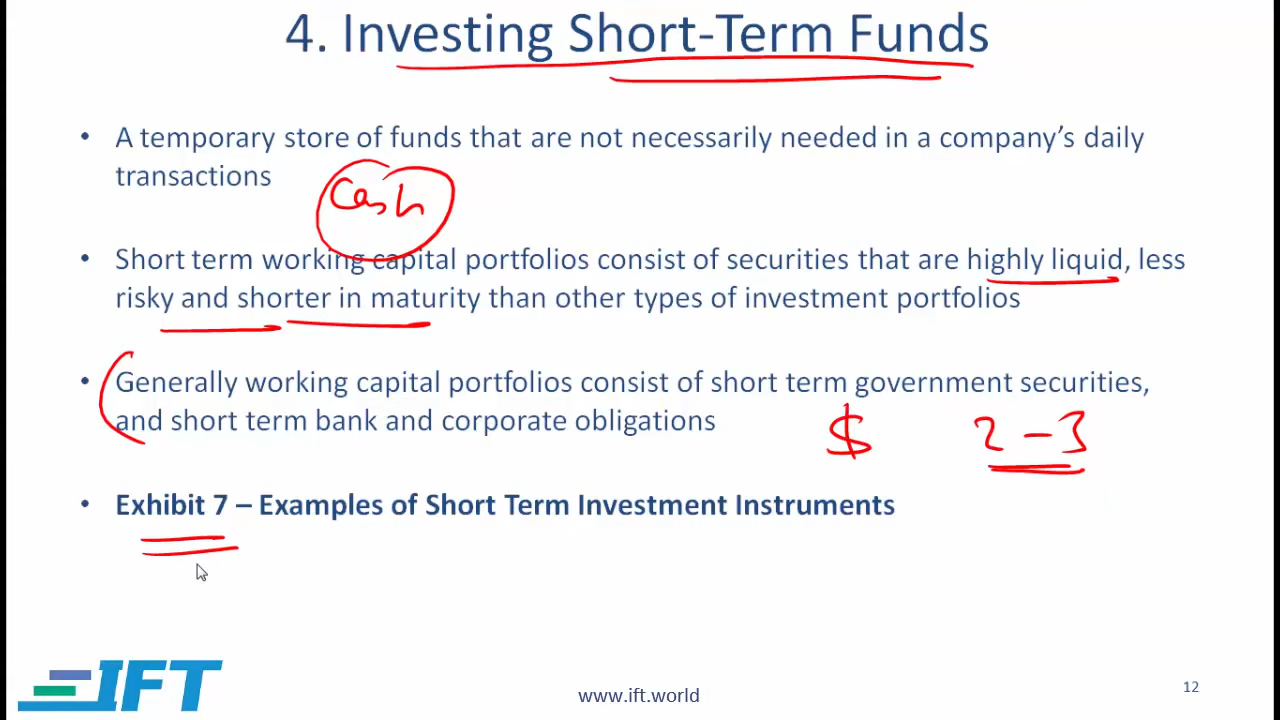 4. Investing Short-Term Funds
• A temporary store of funds that are not necessarily needed in a company's daily
transactions
Cash
• Short term working capital portfolios consist of securities that are highly liquid, less
risky and shorter in maturity than other types of investment portfolios
• Generally working capital portfolios consist of short term government securities,
and short term bank and corporate obligations
$ 2 – 3
• Exhibit 7 – Examples of Short Term Investment Instruments
IFT
www.ift.world
12